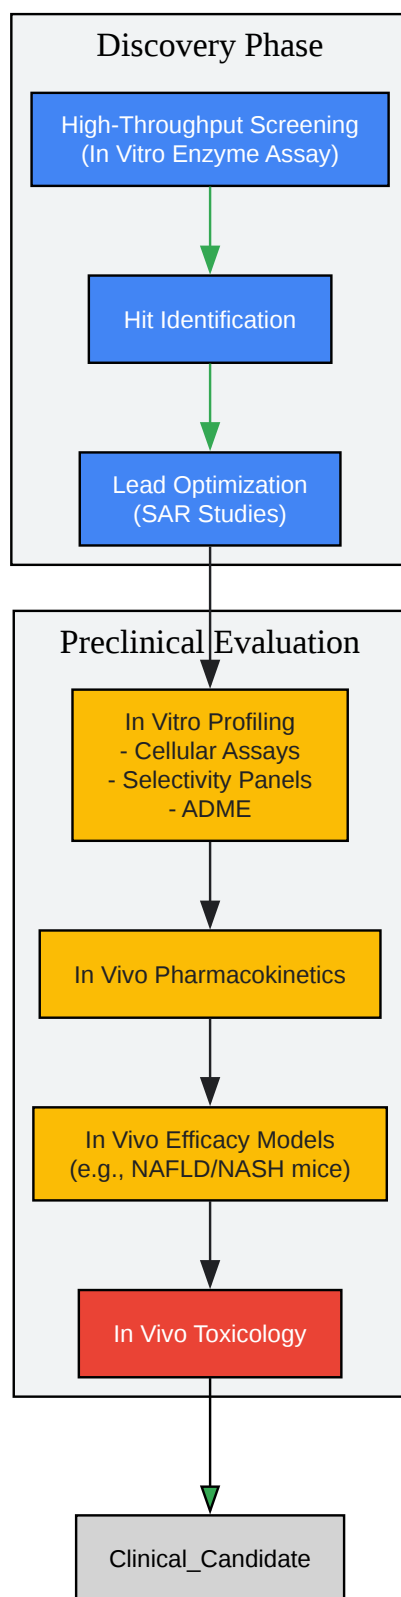 Discovery Phase
High-Throughput Screening
(In Vitro Enzyme Assay)
Hit Identification
Lead Optimization
(SAR Studies)
Preclinical Evaluation
In Vitro Profiling
- Cellular Assays
- Selectivity Panels
- ADME
In Vivo Pharmacokinetics
In Vivo Efficacy Models
(e.g., NAFLD/NASH mice)
In Vivo Toxicology
Clinical_Candidate